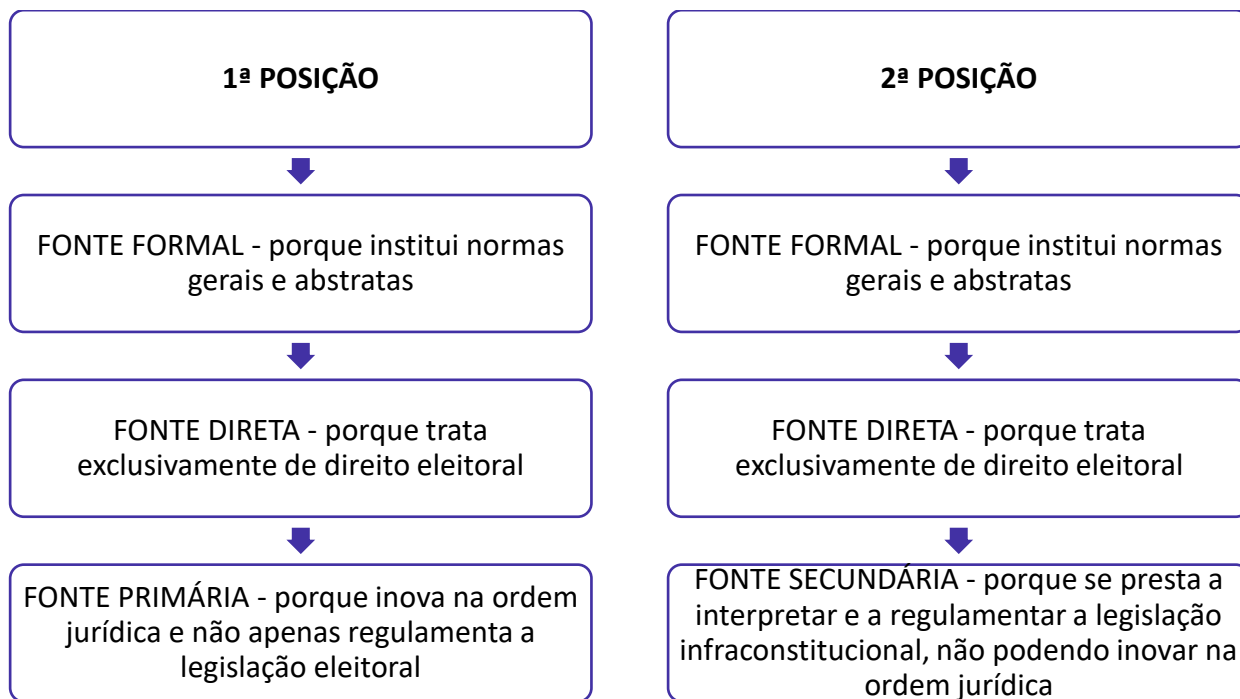 1ª POSIÇÃO
FONTE FORMAL - porque institui normas
gerais e abstratas
FONTE DIRETA - porque trata
exclusivamente de direito eleitoral
FONTE PRIMÁRIA - porque inova na ordem
jurídica e não apenas regulamenta a
legislação eleitoral
2ª POSIÇÃO
FONTE FORMAL - porque institui normas
gerais e abstratas
FONTE DIRETA - porque trata
exclusivamente de direito eleitoral
FONTE SECUNDÁRIA - porque se presta a
interpretar e a regulamentar a legislação
infraconstitucional, não podendo inovar na
ordem jurídica